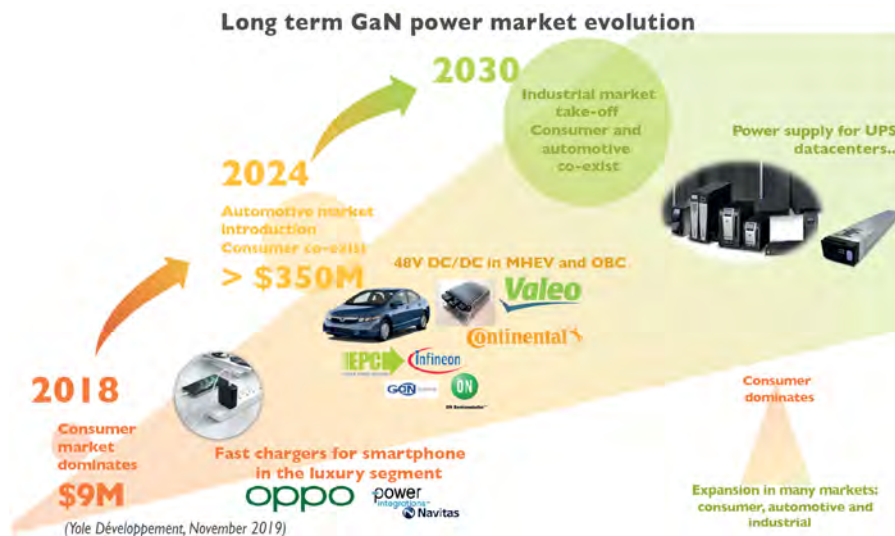 Long term GaN power market evolution
2030
Industrial market
take-off
Consumer and
automotive
co-exist
Power supply for UPS
datacenters..
2024
Automotive market
introduction
Consumer co-exist
> $350M
48V DC/DC in MHEV and OBC
Valeo
Continental
EPC
Infineon
GaN
ON
ON Semiconductor
2018
Consumer
market
dominates
$9M
Fast chargers for smartphone
in the luxury segment
oppo
power
integrations
Navitas
Consumer
dominates
Expansion in many markets:
consumer, automotive and
industrial
(Yole Développement, November 2019)